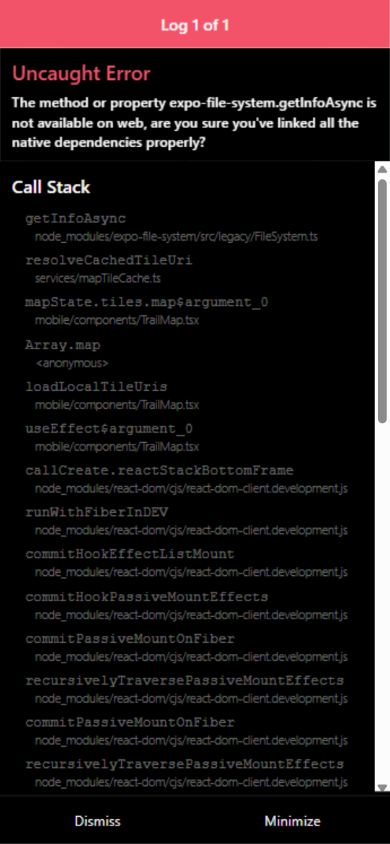 Log 1 of 1
Uncaught Error
The method or property expo-file-system.getInfoAsync is
not available on web, are you sure you've linked all the
native dependencies properly?
Call Stack
getInfoAsync
node_modules/expo-file-system/src/legacy/FileSystem.ts
resolveCachedTileUri
services/mapTileCache.ts
mapState.tiles.map$argument_0
mobile/components/TrailMap.tsx
Array.map
<anonymous>
loadLocalTileUris
mobile/components/TrailMap.tsx
useEffect$argument_0
mobile/components/TrailMap.tsx
callCreate.reactStackBottomFrame
node_modules/react-dom/cjs/react-dom-client.development.js
runWithFiberInDEV
node_modules/react-dom/cjs/react-dom-client.development.js
commitHookEffectListMount
node_modules/react-dom/cjs/react-dom-client.development.js
commitHookPassiveMountEffects
node_modules/react-dom/cjs/react-dom-client.development.js
commitPassiveMountOnFiber
node_modules/react-dom/cjs/react-dom-client.development.js
recursivelyTraversePassiveMountEffects
node_modules/react-dom/cjs/react-dom-client.development.js
commitPassiveMountOnFiber
node_modules/react-dom/cjs/react-dom-client.development.js
recursivelyTraversePassiveMountEffects
node_modules/react-dom/cjs/react-dom-client.development.js
Dismiss
Minimize